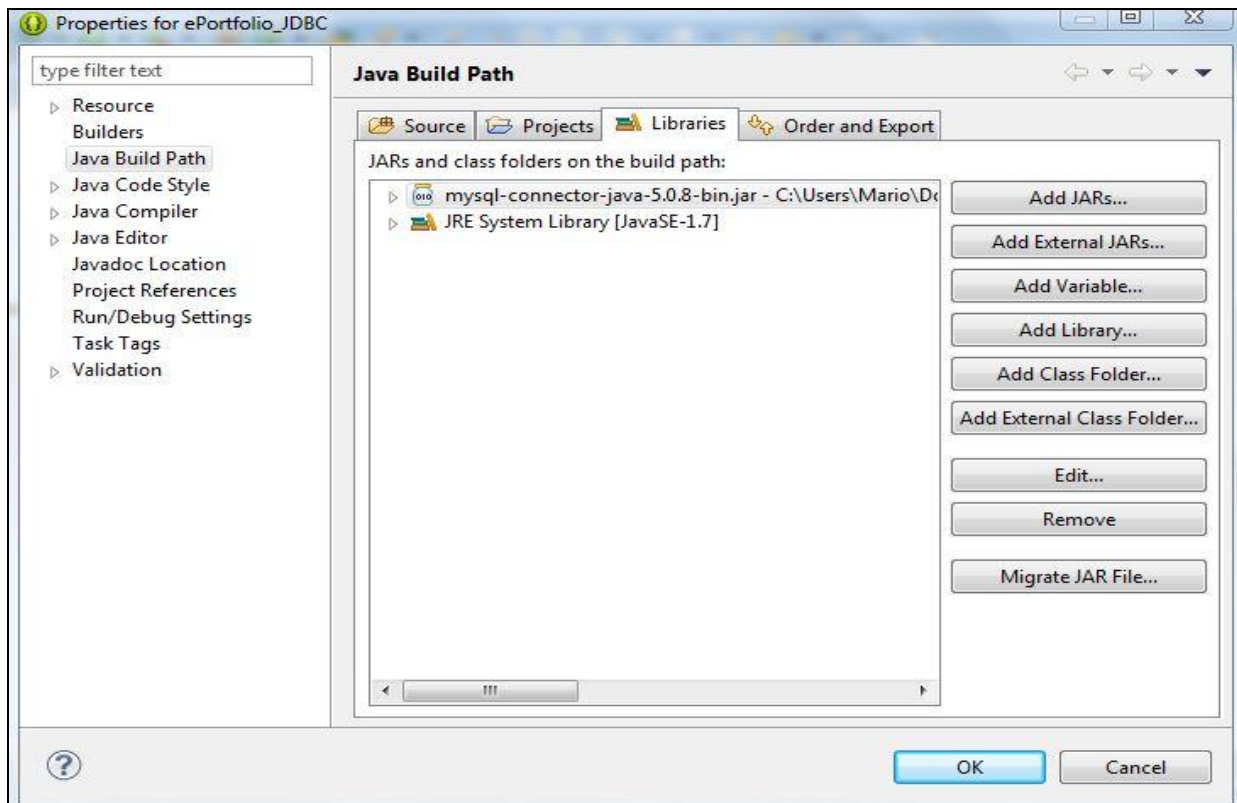 Properties for ePortfolio_JDBC
type filter text
Resource
Builders
Java Build Path
Java Code Style
Java Compiler
Java Editor
Javadoc Location
Project References
Run/Debug Settings
Task Tags
Validation
Java Build Path
Source
Projects
Libraries
Order and Export
JARs and class folders on the build path:
mysql-connector-java-5.0.8-bin.jar - C:\Users\Mario\Do
JRE System Library [JavaSE-1.7]
Add JARs...
Add External JARs...
Add Variable...
Add Library...
Add Class Folder...
Add External Class Folder...
Edit...
Remove
Migrate JAR File...
OK
Cancel